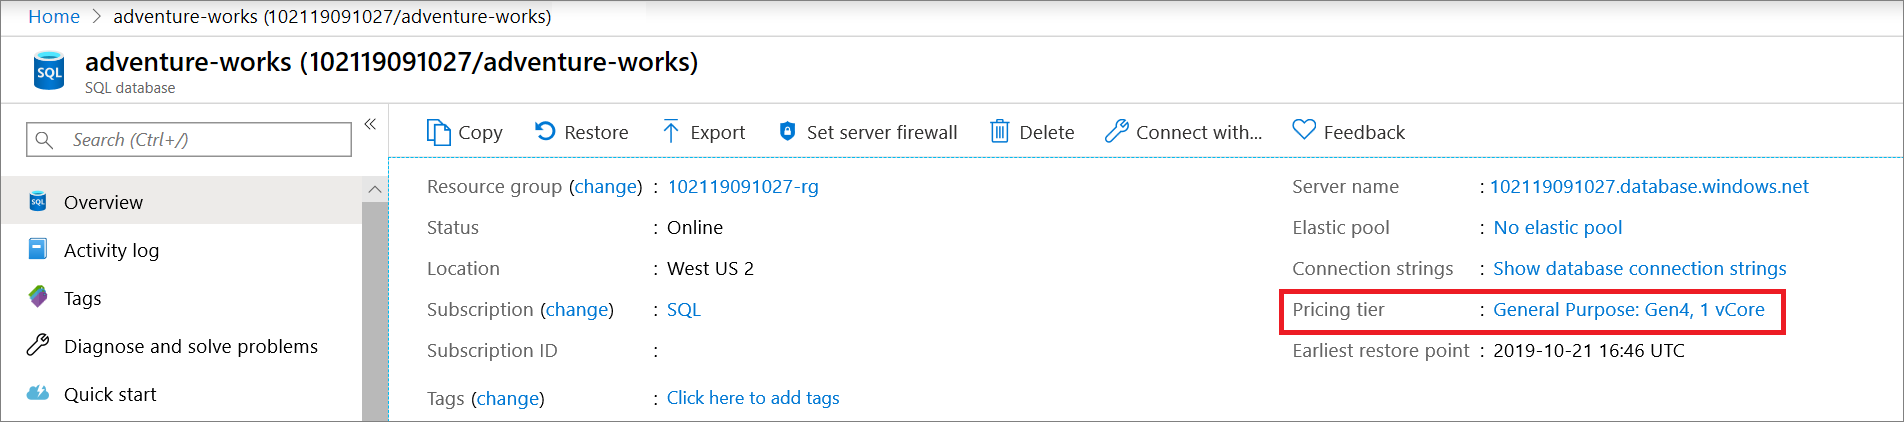 Home > adventure-works (102119091027/adventure-works)
SQL
adventure-works (102119091027/adventure-works)
SQL database
Search (Ctrl+/)
«
Copy Restore Export Set server firewall Delete Connect with... Feedback
SQL Overview
Activity log
Tags
Diagnose and solve problems
Quick start
Resource group (change) : 102119091027-rg
Status : Online
Location : West US 2
Subscription (change) : SQL
Subscription ID :
Tags (change) : Click here to add tags
Server name : 102119091027.database.windows.net
Elastic pool : No elastic pool
Connection strings : Show database connection strings
Pricing tier : General Purpose: Gen4, 1 vCore
Earliest restore point : 2019-10-21 16:46 UTC